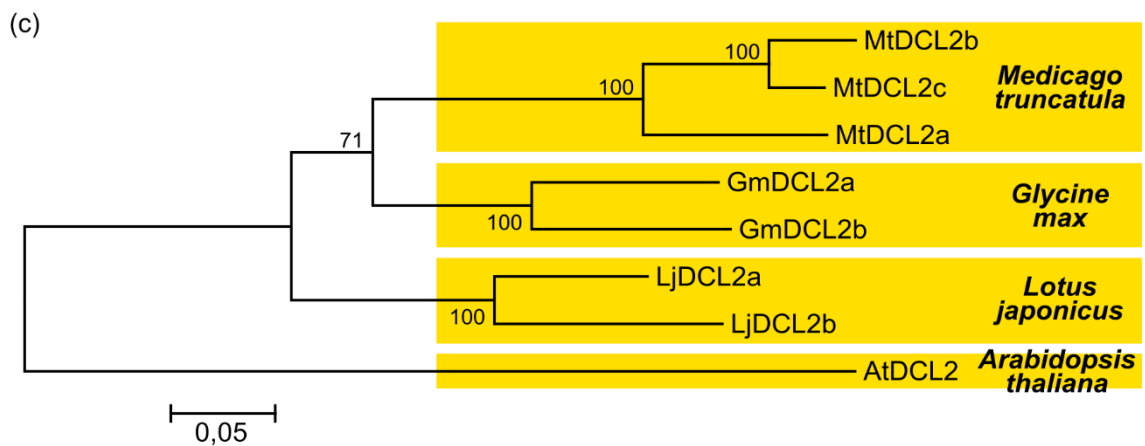 (c)
MtDCL2b
100
MtDCL2c
Medicago
truncatula
100
MtDCL2a
71
GmDCL2a
Glycine
max
100
GmDCL2b
LjDCL2a
Lotus
japonicus
100
LjDCL2b
AtDCL2
Arabidopsis
thaliana
0,05